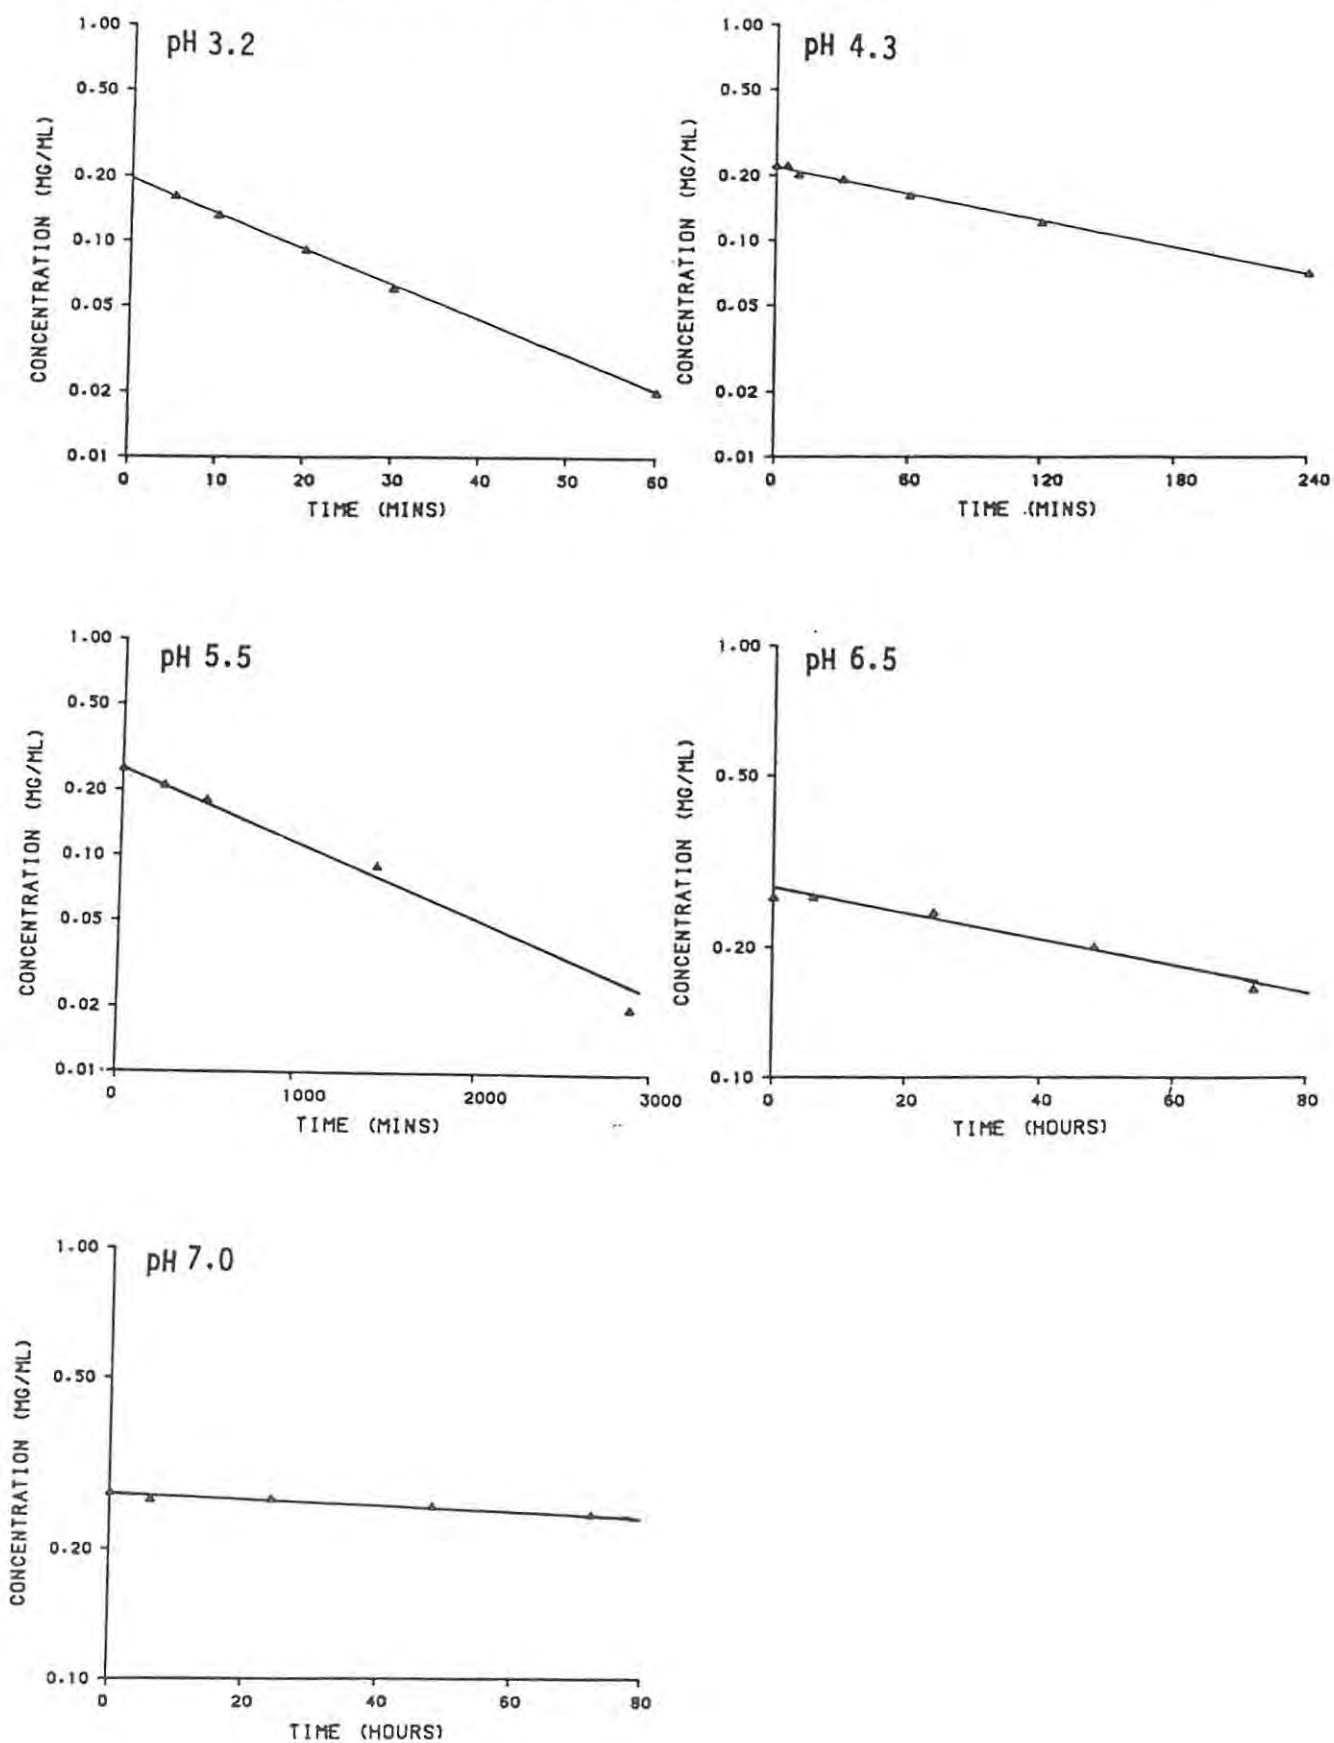 pH 3.2
1.00
0.50
0.20
0.10
0.05
0.02
0.01
CONCENTRATION (MG/ML)
0 10 20 30 40 50 60
TIME (MINS)
pH 4.3
1.00
0.50
0.20
0.10
0.05
0.02
0.01
CONCENTRATION (MG/ML)
0 60 120 180 240
TIME (MINS)
pH 5.5
1.00
0.50
0.20
0.10
0.05
0.02
0.01
CONCENTRATION (MG/ML)
0 1000 2000 3000
TIME (MINS)
pH 6.5
1.00
0.50
0.20
0.10
CONCENTRATION (MG/ML)
0 20 40 60 80
TIME (HOURS)
pH 7.0
1.00
0.50
0.20
0.10
CONCENTRATION (MG/ML)
0 20 40 60 80
TIME (HOURS)